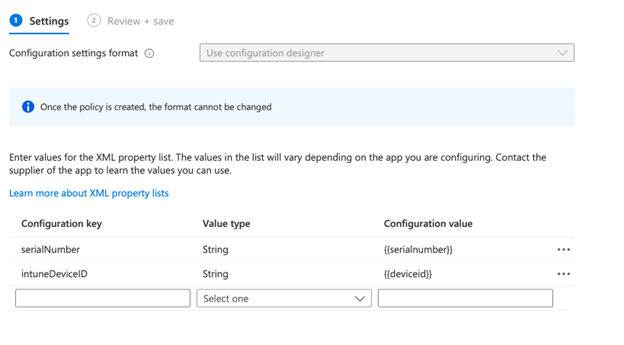 1 Settings 2 Review + save
Configuration settings format
Use configuration designer
Once the policy is created, the format cannot be changed
Enter values for the XML property list. The values in the list will vary depending on the app you are configuring. Contact the
supplier of the app to learn the values you can use.
Learn more about XML property lists
Configuration key Value type Configuration value
serialNumber String {{serialnumber}}
intuneDeviceID String {{deviceid}}
Select one